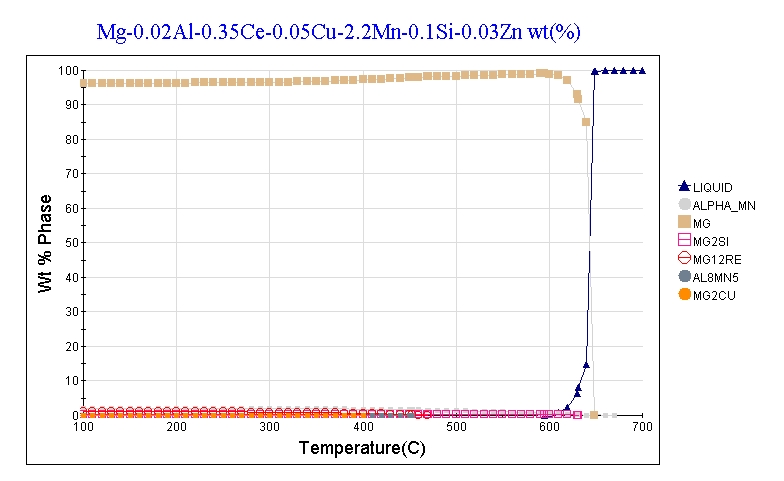 Mg-0.02Al-0.35Ce-0.05Cu-2.2Mn-0.1Si-0.03Zn wt(%)
100
90
80
70
60
50
40
30
20
10
0
Wt % Phase
100 200 300 400 500 600 700
Temperature(C)
LIQUID
ALPHA_MN
MG
MG2SI
MG12RE
AL8MN5
MG2CU